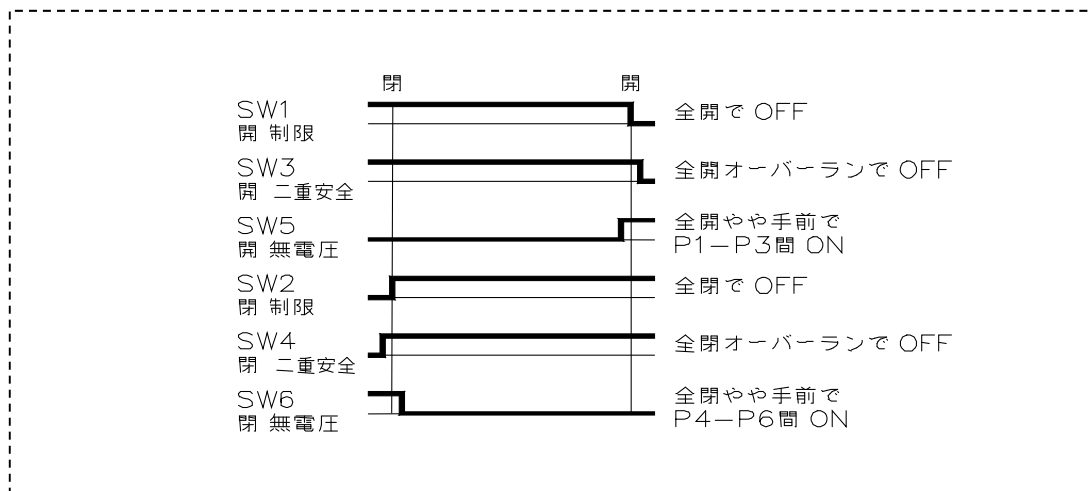 閉 開
SW1
開 制限
全開で OFF
SW3
開 二重安全
全開オーバーランで OFF
SW5
開 無電圧
全開やや手前で
P1－P3間 ON
SW2
閉 制限
全閉で OFF
SW4
閉 二重安全
全閉オーバーランで OFF
SW6
閉 無電圧
全閉やや手前で
P4－P6間 ON